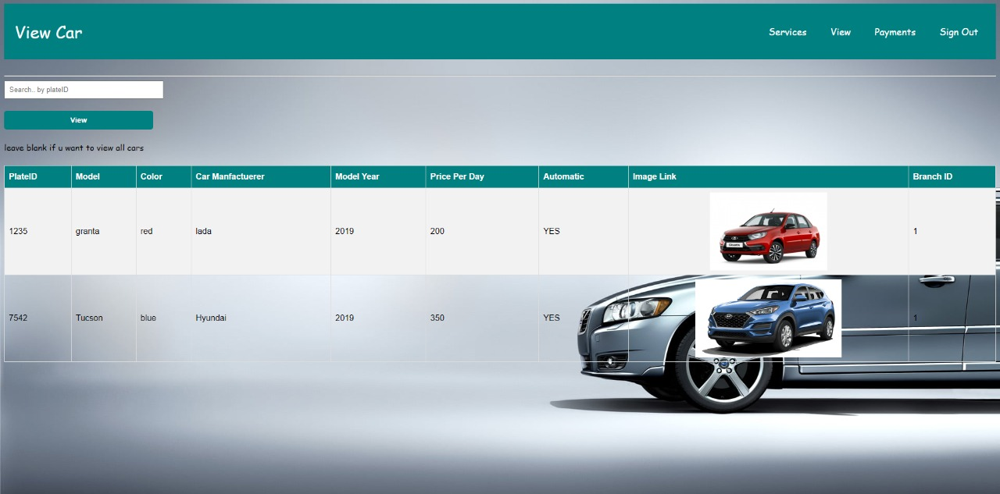 View Car Services View Payments Sign Out
Search.. by plateID
View
leave blank if u want to view all cars
PlateID Model Color Car Manfactuerer Model Year Price Per Day Automatic Image Link Branch ID
1235 granta red lada 2019 200 YES 1
7542 Tucson blue Hyundai 2019 350 YES 1